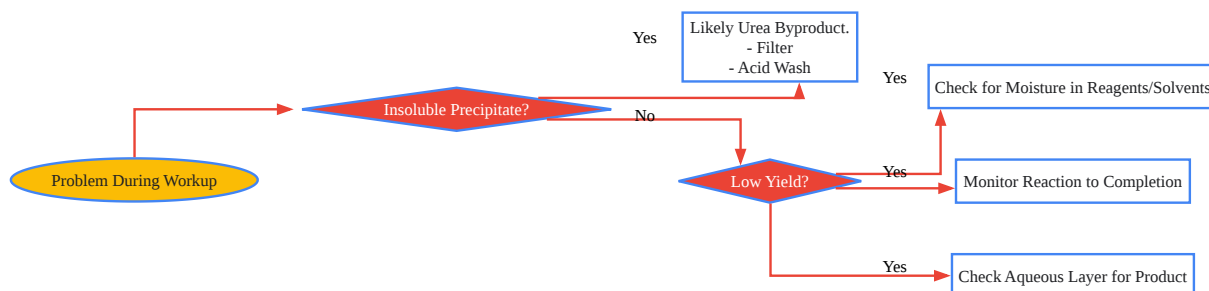 Yes
Likely Urea Byproduct.
- Filter
- Acid Wash
Yes
Check for Moisture in Reagents/Solvents
Insoluble Precipitate?
No
Problem During Workup
Low Yield?
Yes
Monitor Reaction to Completion
Yes
Check Aqueous Layer for Product